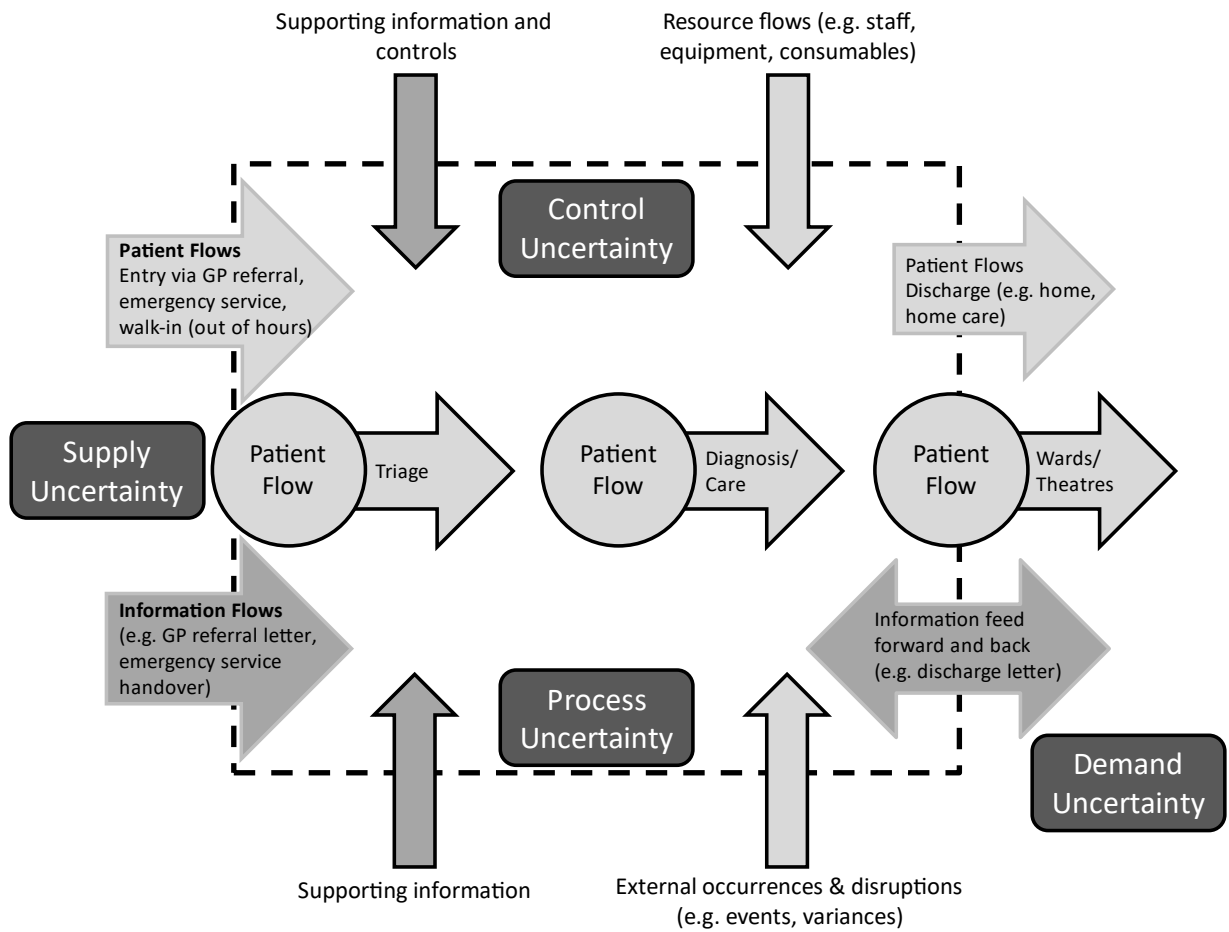 Supporting information and
controls
Resource flows (e.g. staff,
equipment, consumables)
Control
Uncertainty
Patient Flows
Entry via GP referral,
emergency service,
walk-in (out of hours)
Patient Flows
Discharge (e.g. home,
home care)
Supply
Uncertainty
Patient
Flow
Triage
Patient
Flow
Diagnosis/
Care
Patient
Flow
Wards/
Theatres
Information Flows
(e.g. GP referral letter,
emergency service
handover)
Information feed
forward and back
(e.g. discharge letter)
Process
Uncertainty
Demand
Uncertainty
Supporting information
External occurrences & disruptions
(e.g. events, variances)